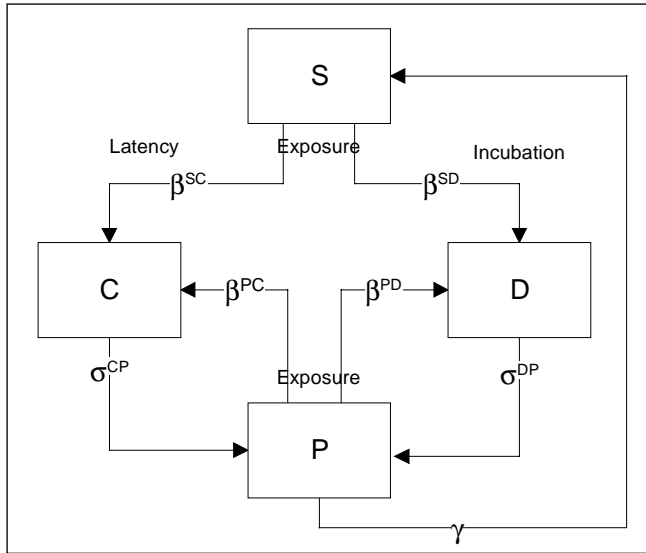 S
Latency
Exposure
Incubation
β^SC
β^SD
C
β^PC
β^PD
D
σ^CP
Exposure
σ^DP
P
γ